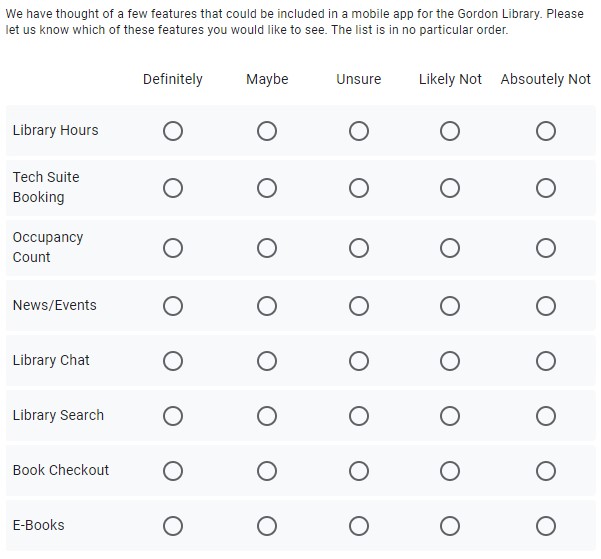 We have thought of a few features that could be included in a mobile app for the Gordon Library. Please
let us know which of these features you would like to see. The list is in no particular order.
Definitely Maybe Unsure Likely Not Absoutely Not
Library Hours
Tech Suite
Booking
Occupancy
Count
News/Events
Library Chat
Library Search
Book Checkout
E-Books